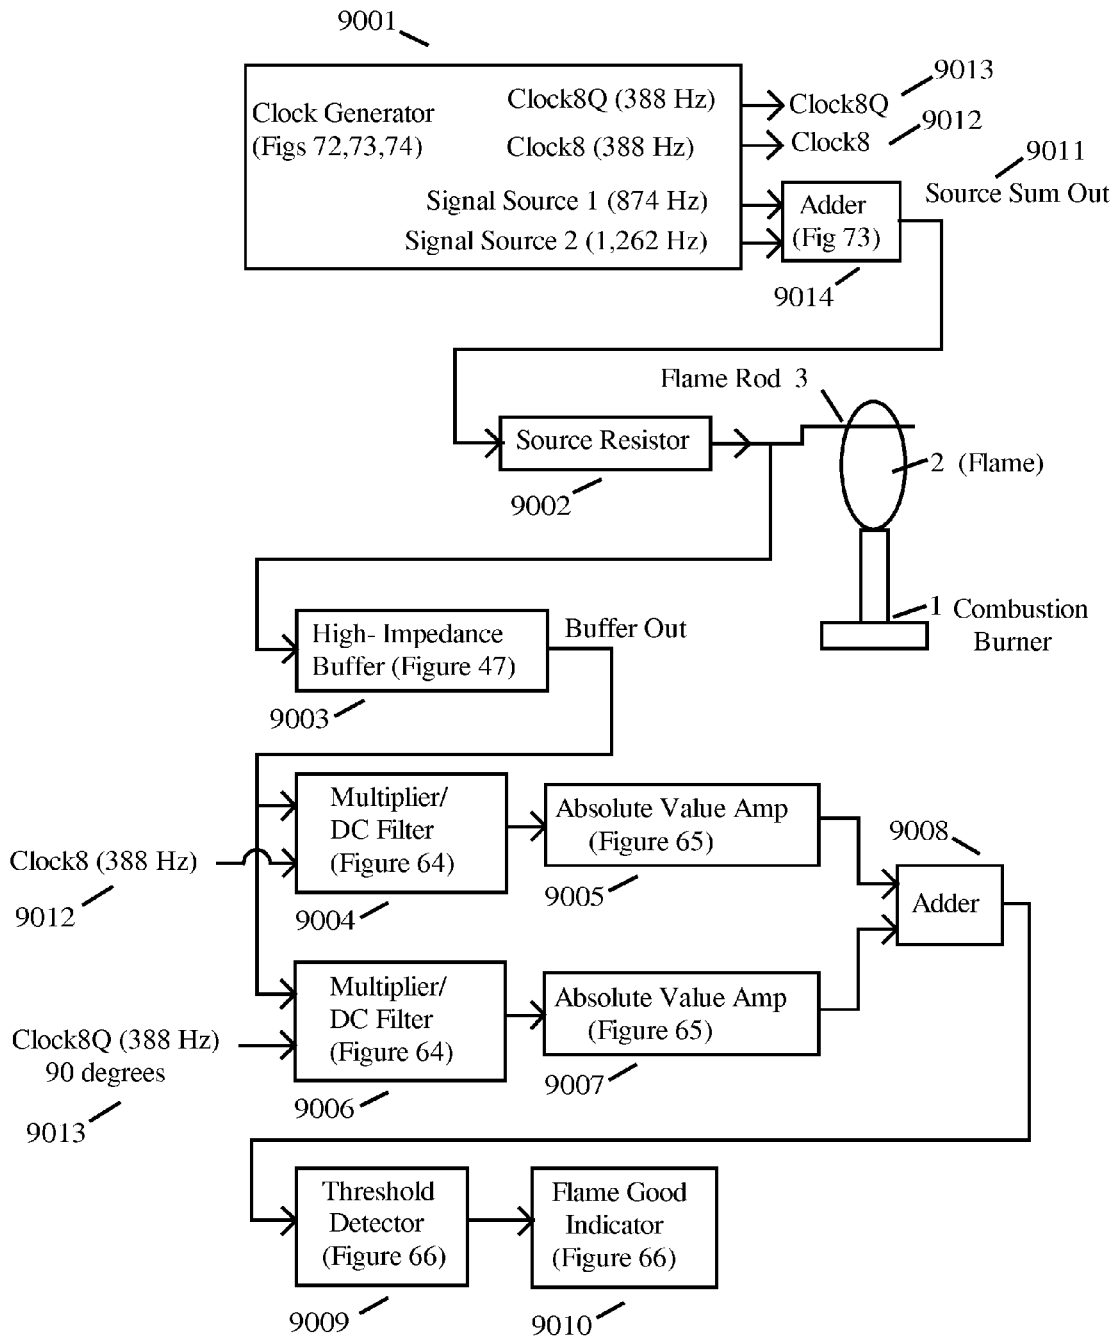 9001
Clock Generator
(Figs 72,73,74)
Clock8Q (388 Hz)
Clock8 (388 Hz)
Signal Source 1 (874 Hz)
Signal Source 2 (1,262 Hz)
Clock8Q
9013
Clock8
9012
9011
Source Sum Out
Adder
(Fig 73)
9014
Flame Rod 3
Source Resistor
9002
2 (Flame)
1 Combustion
Burner
High- Impedance
Buffer (Figure 47)
Buffer Out
9003
Multiplier/
DC Filter
(Figure 64)
9004
Absolute Value Amp
(Figure 65)
9005
9008
Adder
Clock8 (388 Hz)
9012
Multiplier/
DC Filter
(Figure 64)
9006
Absolute Value Amp
(Figure 65)
9007
Clock8Q (388 Hz)
90 degrees
9013
Threshold
Detector
(Figure 66)
9009
Flame Good
Indicator
(Figure 66)
9010